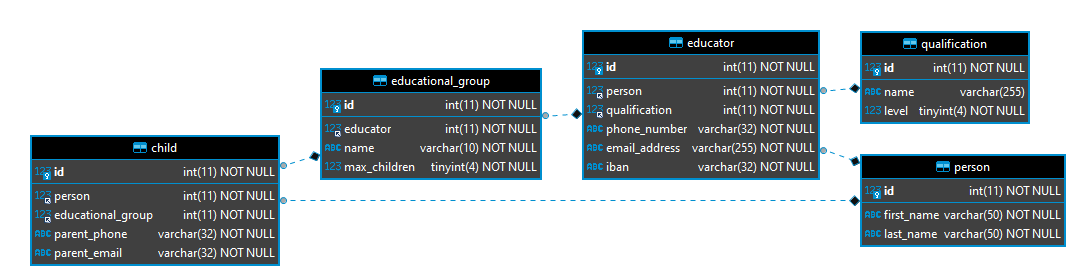 educator
123 id int(11) NOT NULL
123 person int(11) NOT NULL
123 qualification int(11) NOT NULL
ABC phone_number varchar(32) NOT NULL
ABC email_address varchar(255) NOT NULL
ABC iban varchar(32) NOT NULL
qualification
123 id int(11) NOT NULL
ABC name varchar(255)
123 level tinyint(4) NOT NULL
educational_group
123 id int(11) NOT NULL
123 educator int(11) NOT NULL
ABC name varchar(10) NOT NULL
123 max_children tinyint(4) NOT NULL
child
123 id int(11) NOT NULL
123 person int(11) NOT NULL
123 educational_group int(11) NOT NULL
ABC parent_phone varchar(32) NOT NULL
ABC parent_email varchar(32) NOT NULL
person
123 id int(11) NOT NULL
ABC first_name varchar(50) NOT NULL
ABC last_name varchar(50) NOT NULL